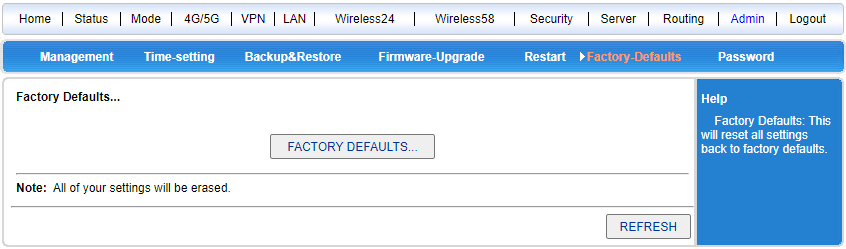 Home | Status | Mode | 4G/5G | VPN | LAN | Wireless24 | Wireless58 | Security | Server | Routing | Admin | Logout
Management Time-setting Backup&Restore Firmware-Upgrade Restart Factory-Defaults Password
Factory Defaults...
FACTORY DEFAULTS...
Note: All of your settings will be erased.
REFRESH
Help
Factory Defaults: This
will reset all settings
back to factory defaults.